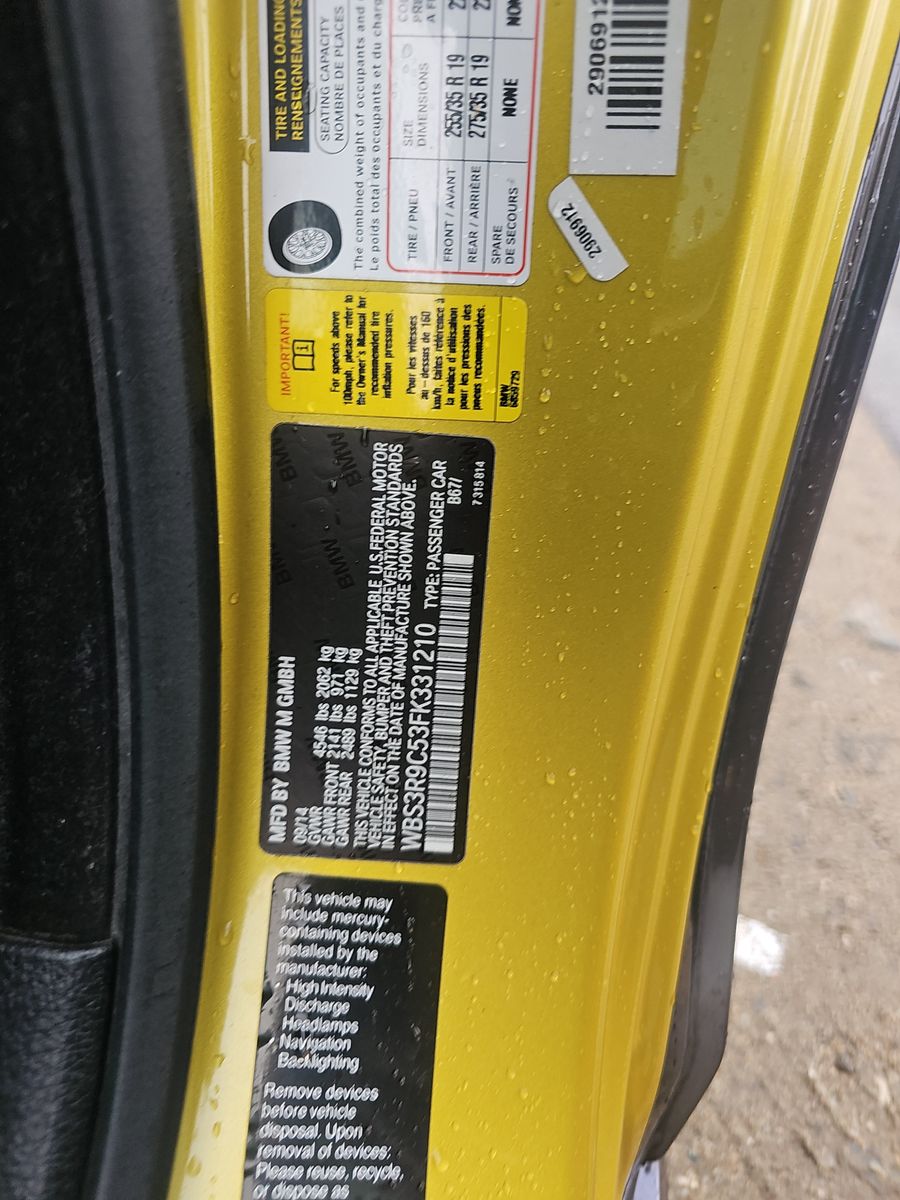 TIRE AND LOADING
RENSEIGNEMENTS
SEATING CAPACITY
NOMBRE DE PLACES
The combined weight of occupants and
Le poids total des occupants et du
TIRE / PNEU
SIZE
DIMENSIONS
FRONT / AVANT
255/35 R 19
REAR / ARRIÈRE
275/35 R 19
SPARE
DE SECOURS
NONE
2906912
2906912
IMPORTANT!
For speeds above
100mph, please refer to
the Owner's Manual for
recommended tire
inflation pressures.
Pour les vitesses
au-dessus de 160
km/h, faites référence à
la notice d'utilisation
pour les pressions des
pneus recommandées.
BMW
6859729
MFD BY BMW M GMBH
09/14
GVWR 4546 lbs 2062 kg
GAWR FRONT 2141 lbs 971 kg
GAWR REAR 2489 lbs 1129 kg
THIS VEHICLE CONFORMS TO ALL APPLICABLE U.S.FEDERAL MOTOR
VEHICLE SAFETY, BUMPER AND THEFT PREVENTION STANDARDS
IN EFFECT ON THE DATE OF MANUFACTURE SHOWN ABOVE.
WBS3R9C53FK331210 TYPE: PASSENGER CAR
B67/
7 315 814
This vehicle may
include mercury-
containing devices
installed by the
manufacturer:
• High Intensity
Discharge
Headlamps
• Navigation
Backlighting
Remove devices
before vehicle
disposal. Upon
removal of devices:
Please reuse, recycle,
or dispose as